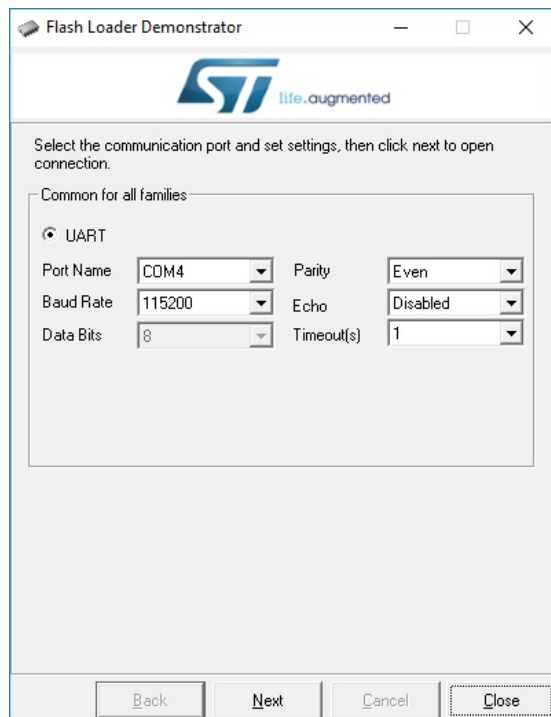 Flash Loader Demonstrator
ST
life.augmented
Select the communication port and set settings, then click next to open
connection.
Common for all families
UART
Port Name COM4 Parity Even
Baud Rate 115200 Echo Disabled
Data Bits 8 Timeout(s) 1
Back Next Cancel Close